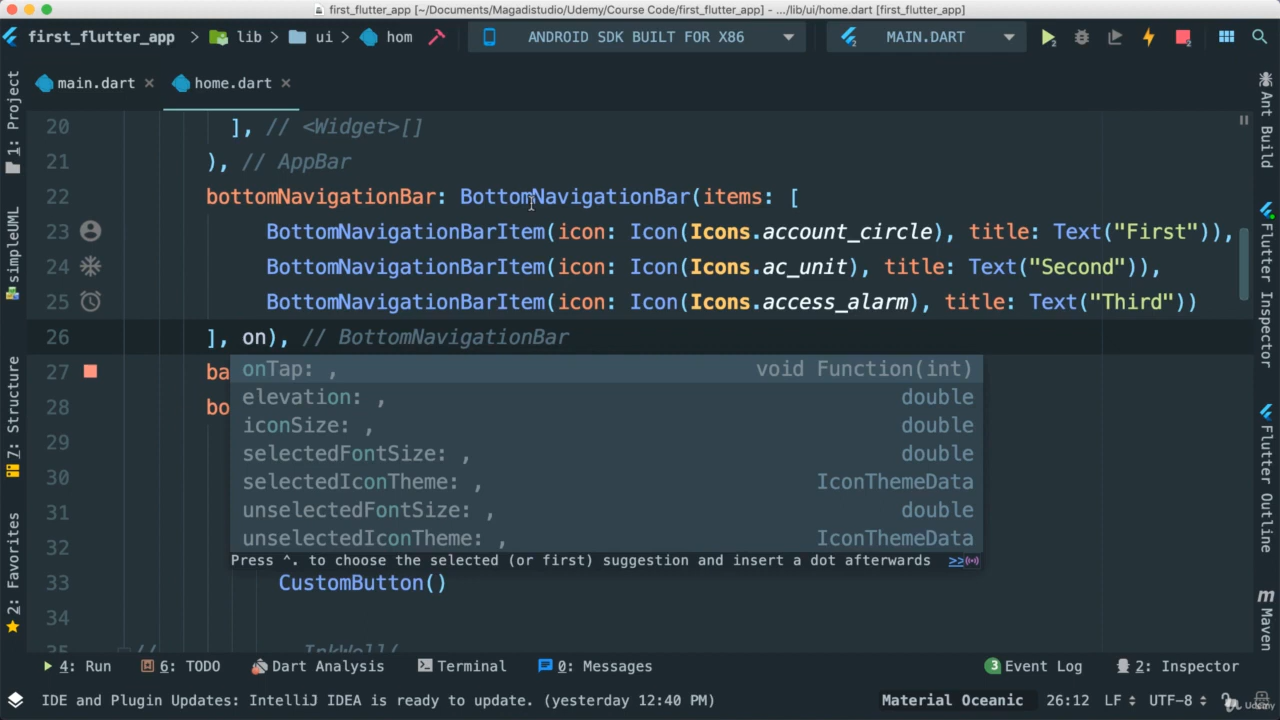 first_flutter_app [~/Documents/Magadistudio/Udemy/Course Code/first_flutter_app] - .../lib/ui/home.dart [first_flutter_app]
first_flutter_app > lib > ui > hom ANDROID SDK BUILT FOR X86 MAIN.DART
main.dart × home.dart ×
20 ], // <Widget>[]
21 ), // AppBar
22 bottomNavigationBar: BottomNavigationBar(items: [
23 BottomNavigationBarItem(icon: Icon(Icons.account_circle), title: Text("First")),
24 BottomNavigationBarItem(icon: Icon(Icons.ac_unit), title: Text("Second")),
25 BottomNavigationBarItem(icon: Icon(Icons.access_alarm), title: Text("Third"))
26 ], on), // BottomNavigationBar
27 ba
28 bo
29
30
31
32
33 CustomButton()
34
35 // InkWell(
onTap: , void Function(int)
elevation: , double
iconSize: , double
selectedFontSize: , double
selectedIconTheme: , IconThemeData
unselectedFontSize: , double
unselectedIconTheme: , IconThemeData
Press ^. to choose the selected (or first) suggestion and insert a dot afterwards >>
1: Project
simpleUML
7: Structure
2: Favorites
Ant Build
Flutter Inspector
Flutter Outline
m Maven
4: Run 6: TODO Dart Analysis Terminal 0: Messages 3 Event Log 2: Inspector
IDE and Plugin Updates: IntelliJ IDEA is ready to update. (yesterday 12:40 PM) Material Oceanic 26:12 LF UTF-8 Udemy